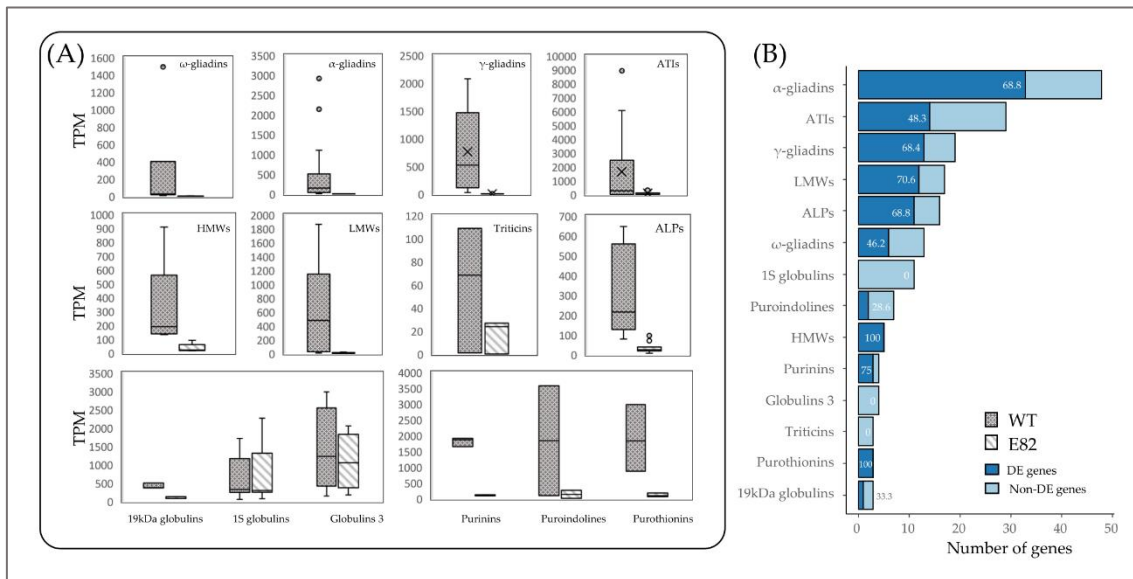 (A)
ω-gliadins
1600
1400
1200
1000
800
600
400
200
0
TPM
α-gliadins
3500
3000
2500
2000
1500
1000
500
0
γ-gliadins
2500
2000
1500
1000
500
0
ATIs
10000
9000
8000
7000
6000
5000
4000
3000
2000
1000
0
HMWs
1000
900
800
700
600
500
400
300
200
100
0
TPM
LMWs
2000
1800
1600
1400
1200
1000
800
600
400
200
0
Triticins
120
100
80
60
40
20
0
ALPs
700
600
500
400
300
200
100
0
3500
3000
2500
2000
1500
1000
500
0
TPM
19kDa globulins 1S globulins Globulins 3
4000
3500
3000
2500
2000
1500
1000
500
0
Purinins Puroindolines Purothionins
(B)
α-gliadins 68.8
ATIs 48.3
γ-gliadins 68.4
LMWs 70.6
ALPs 68.8
ω-gliadins 46.2
1S globulins 0
Puroindolines 28.6
HMWs 100
Purinins 75
Globulins 3 0
Triticins 0
Purothionins 100
19kDa globulins 33.3
WT
E82
DE genes
Non-DE genes
0 10 20 30 40 50
Number of genes